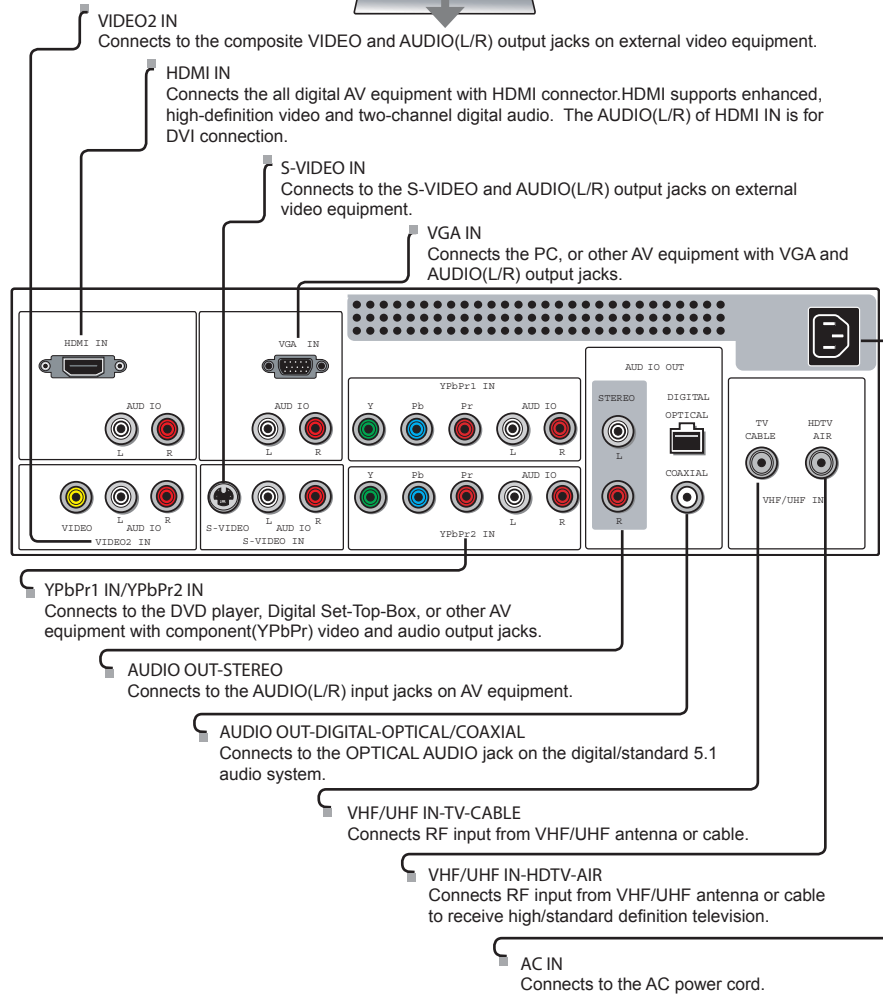 VIDEO2 IN
Connects to the composite VIDEO and AUDIO(L/R) output jacks on external video equipment.
HDMI IN
Connects the all digital AV equipment with HDMI connector.HDMI supports enhanced,
high-definition video and two-channel digital audio.  The AUDIO(L/R) of HDMI IN is for
DVI connection.
S-VIDEO IN
Connects to the S-VIDEO and AUDIO(L/R) output jacks on external
video equipment.
VGA IN
Connects the PC, or other AV equipment with VGA and
AUDIO(L/R) output jacks.
HDMI IN
AUD IO
L R
VGA IN
AUD IO
L R
YPbPr1 IN
Y Pb Pr AUD IO
L R
AUD IO OUT
STEREO
L
R
DIGITAL
OPTICAL
COAXIAL
TV
CABLE
HDTV
AIR
VHF/UHF IN
VIDEO L R
AUD IO
VIDEO2 IN
S-VIDEO L R
AUD IO
S-VIDEO IN
Y Pb Pr AUD IO
L R
YPbPr2 IN
YPbPr1 IN/YPbPr2 IN
Connects to the DVD player, Digital Set-Top-Box, or other AV
equipment with component(YPbPr) video and audio output jacks.
AUDIO OUT-STEREO
Connects to the AUDIO(L/R) input jacks on AV equipment.
AUDIO OUT-DIGITAL-OPTICAL/COAXIAL
Connects to the OPTICAL AUDIO jack on the digital/standard 5.1
audio system.
VHF/UHF IN-TV-CABLE
Connects RF input from VHF/UHF antenna or cable.
VHF/UHF IN-HDTV-AIR
Connects RF input from VHF/UHF antenna or cable
to receive high/standard definition television.
AC IN
Connects to the AC power cord.